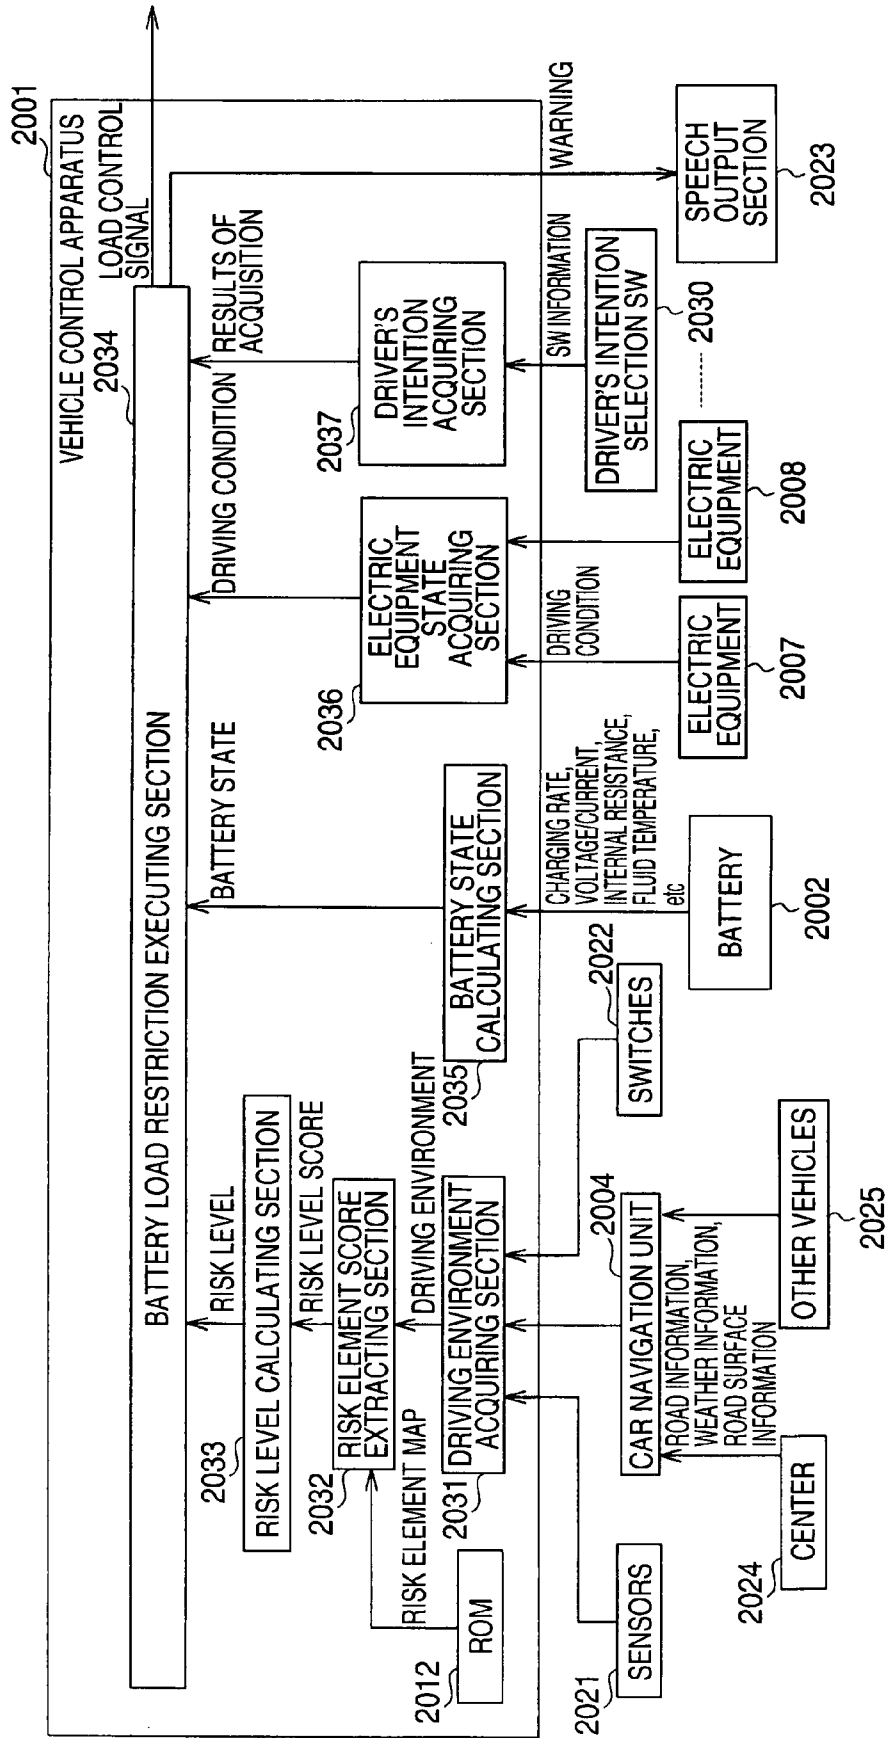 2001
VEHICLE CONTROL APPARATUS
LOAD CONTROL
SIGNAL
2034
BATTERY LOAD RESTRICTION EXECUTING SECTION
RISK LEVEL
BATTERY STATE
DRIVING CONDITION
RESULTS OF
ACQUISITION
WARNING
2033
RISK LEVEL CALCULATING SECTION
RISK LEVEL SCORE
2032
RISK ELEMENT SCORE
EXTRACTING SECTION
RISK ELEMENT MAP
DRIVING ENVIRONMENT
2031
DRIVING ENVIRONMENT
ACQUIRING SECTION
2012
ROM
2035
BATTERY STATE
CALCULATING SECTION
2036
ELECTRIC
EQUIPMENT
STATE
ACQUIRING
SECTION
2037
DRIVER'S
INTENTION
ACQUIRING
SECTION
SW INFORMATION
DRIVER'S INTENTION
SELECTION SW
2030
SPEECH
OUTPUT
SECTION
2023
2021
SENSORS
2004
CAR NAVIGATION UNIT
ROAD INFORMATION,
WEATHER INFORMATION,
ROAD SURFACE
INFORMATION
2024
CENTER
OTHER VEHICLES
2025
2022
SWITCHES
CHARGING RATE,
VOLTAGE/CURRENT,
INTERNAL RESISTANCE,
FLUID TEMPERATURE,
etc
BATTERY
2002
DRIVING
CONDITION
ELECTRIC
EQUIPMENT
2007
ELECTRIC
EQUIPMENT
2008